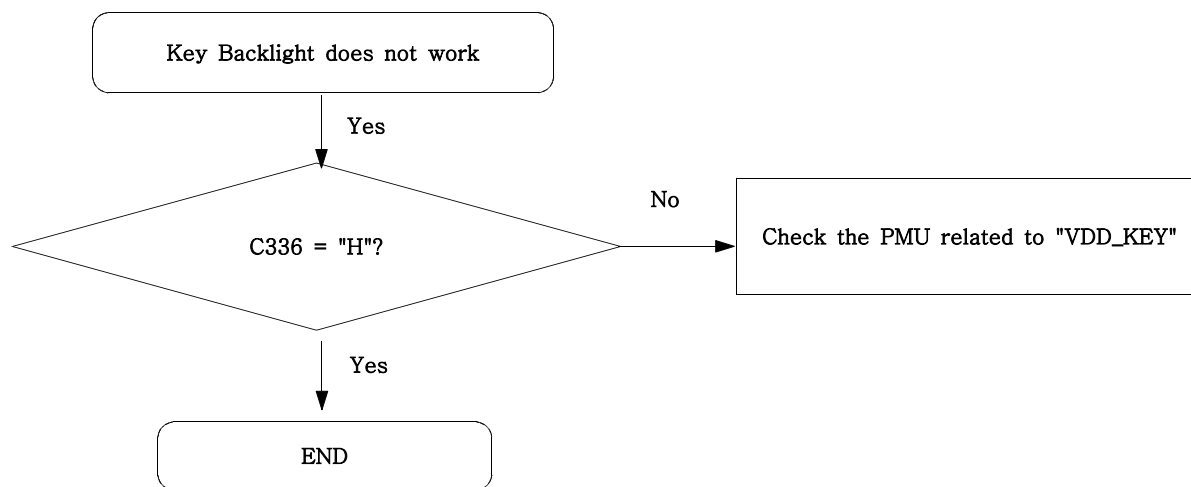 Key Backlight does not work
Yes
No
C336 = "H"?
Check the PMU related to "VDD_KEY"
Yes
END